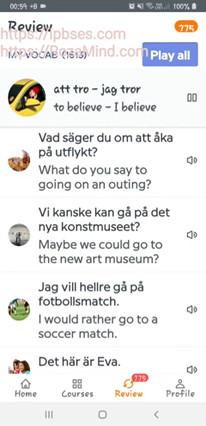 00:59
Review
775
https://lpbses.com
https://BozaMind.com
MY VOCAB (1613)
Play all
att tro - jag tror
to believe - I believe
Vad säger du om att åka
på utflykt?
What do you say to
going on an outing?
Vi kanske kan gå på det
nya konstmuseet?
Maybe we could go to
the new art museum?
Jag vill hellre gå på
fotbollsmatch.
I would rather go to a
soccer match.
Det här är Eva.
775
Home
Courses
Review
Profile